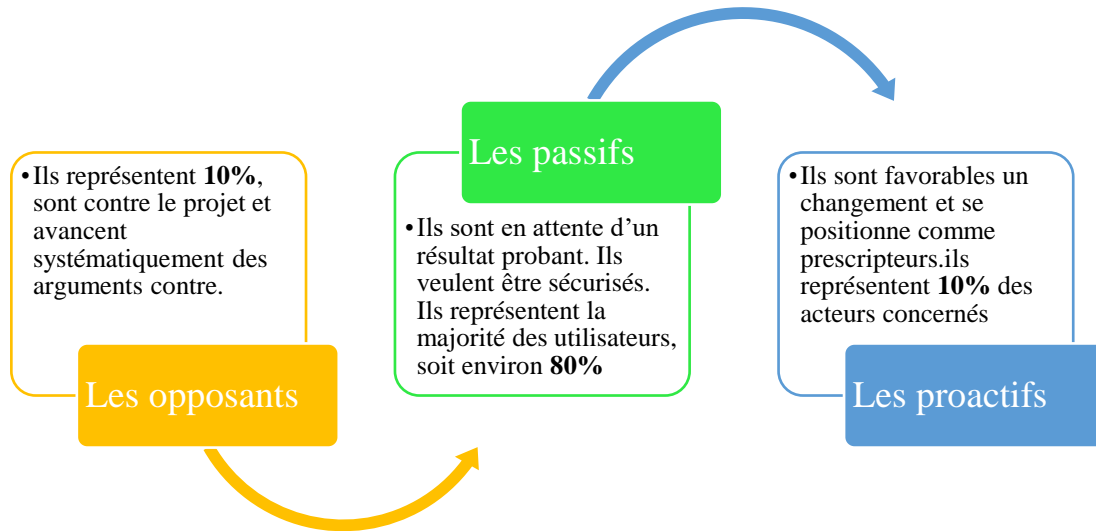 •Ils représentent 10%,
sont contre le projet et
avancent
systématiquement des
arguments contre.
Les opposants
Les passifs
•Ils sont en attente d’un
résultat probant. Ils
veulent être sécurisés.
Ils représentent la
majorité des utilisateurs,
soit environ 80%
•Ils sont favorables un
changement et se
positionne comme
prescripteurs.ils
représentent 10% des
acteurs concernés
Les proactifs